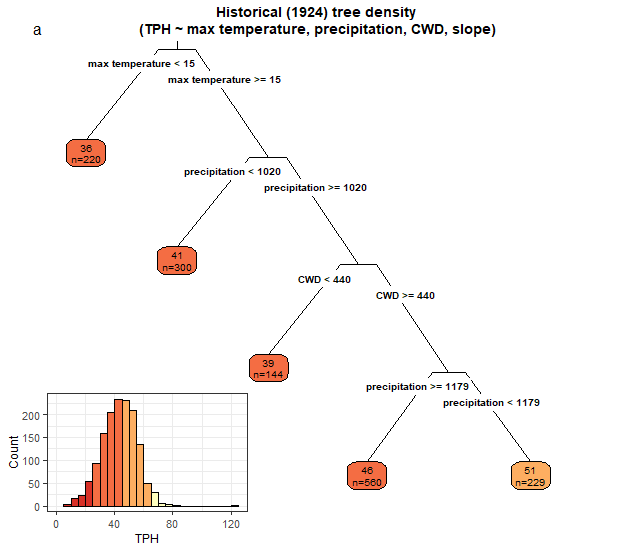 Historical (1924) tree density
(TPH ~ max temperature, precipitation, CWD, slope)
a
max temperature < 15
max temperature >= 15
36
n=220
precipitation < 1020
precipitation >= 1020
41
n=300
CWD < 440
CWD >= 440
39
n=144
precipitation >= 1179
precipitation < 1179
46
n=560
51
n=229
Count
200
150
100
50
0
0 40 80 120
TPH